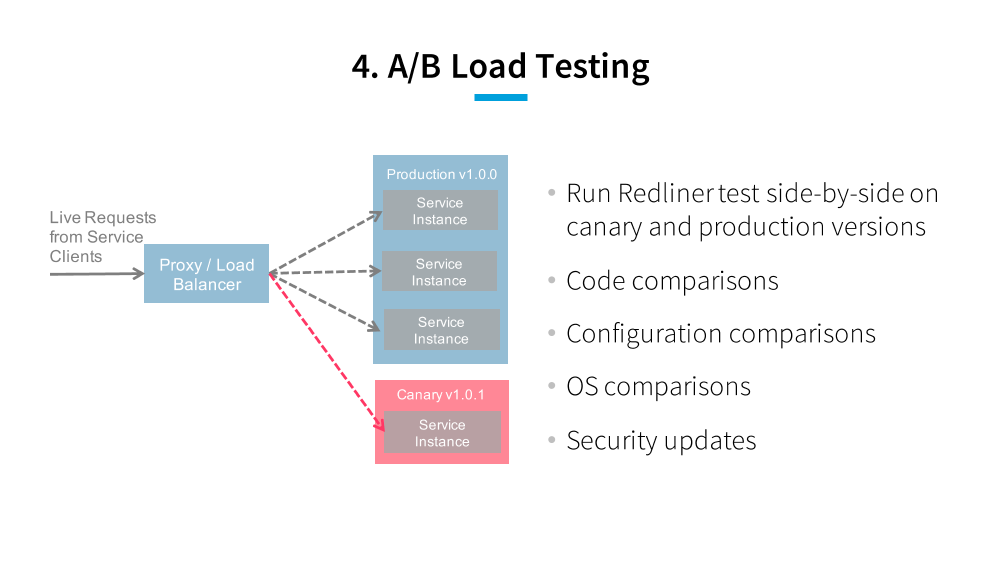 4. A/B Load Testing
Live Requests
from Service
Clients
Proxy / Load
Balancer
Production v1.0.0
Service
Instance
Service
Instance
Service
Instance
Canary v1.0.1
Service
Instance
• Run Redliner test side-by-side on
canary and production versions
• Code comparisons
• Configuration comparisons
• OS comparisons
• Security updates